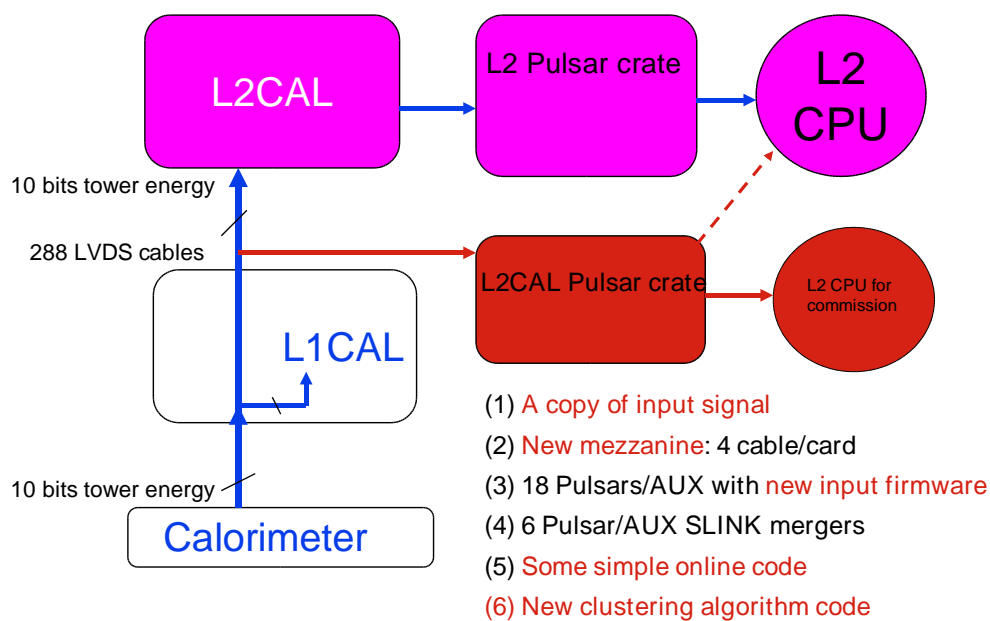 L2CAL
L2 Pulsar crate
L2
CPU
10 bits tower energy
288 LVDS cables
L2CAL Pulsar crate
L2 CPU for
commission
L1CAL
10 bits tower energy
Calorimeter
(1) A copy of input signal
(2) New mezzanine: 4 cable/card
(3) 18 Pulsars/AUX with new input firmware
(4) 6 Pulsar/AUX SLINK mergers
(5) Some simple online code
(6) New clustering algorithm code